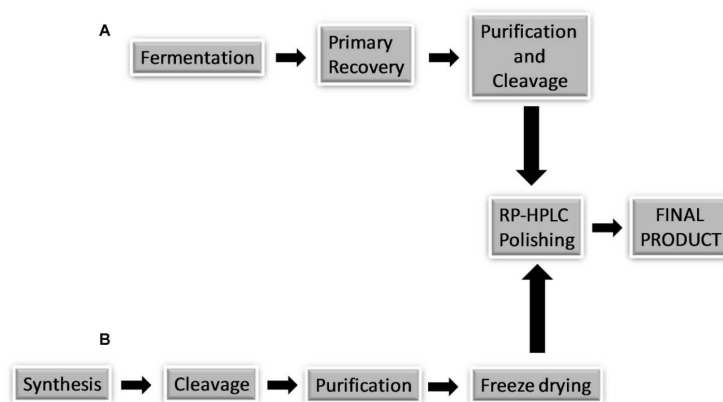 A
Fermentation
Primary
Recovery
Purification
and
Cleavage
RP-HPLC
Polishing
FINAL
PRODUCT
B
Synthesis
Cleavage
Purification
Freeze drying